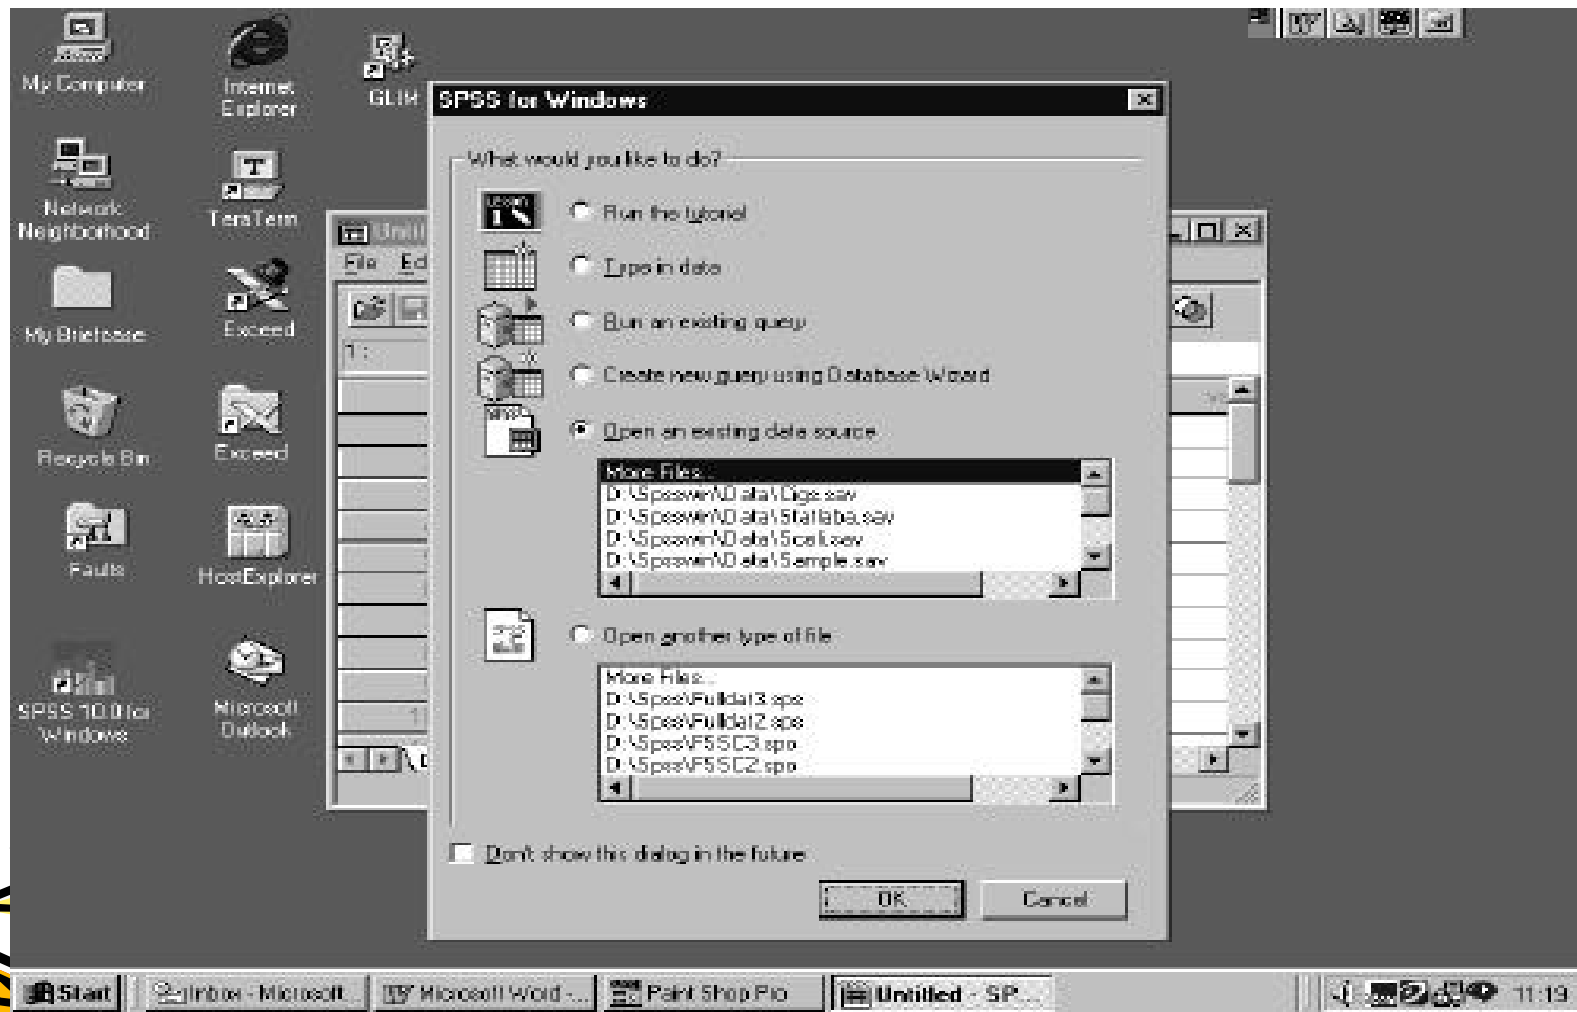 My Computer
Internet
Explorer
GLIM
Network
Neighborhood
TeraTerm
My Briefcase
Exceed
Recycle Bin
Exceed
Faults
HostExplorer
SPSS 10.0 for
Windows
Microsoft
Outlook
SPSS for Windows
What would you like to do?
Run the tutorial
Type in data
Run an existing query
Create new query using Database Wizard
Open an existing data source
More Files...
D:\Spsswin\Data\Cigs.sav
D:\Spsswin\Data\Statlaba.sav
D:\Spsswin\Data\
D:\Spsswin\Data\Sample.sav
Open another type of file
More Files...
D:\Spss\Fulldat3.spo
D:\Spss\Fulldat2.spo
D:\Spss\FSSC3.spo
D:\Spss\FSSC2.spo
Don't show this dialog in the future
OK Cancel
Untit
File Ed
1:
Start Inbox - Microsoft... Microsoft Word - ... Paint Shop Pro Untitled - SP... 11:19